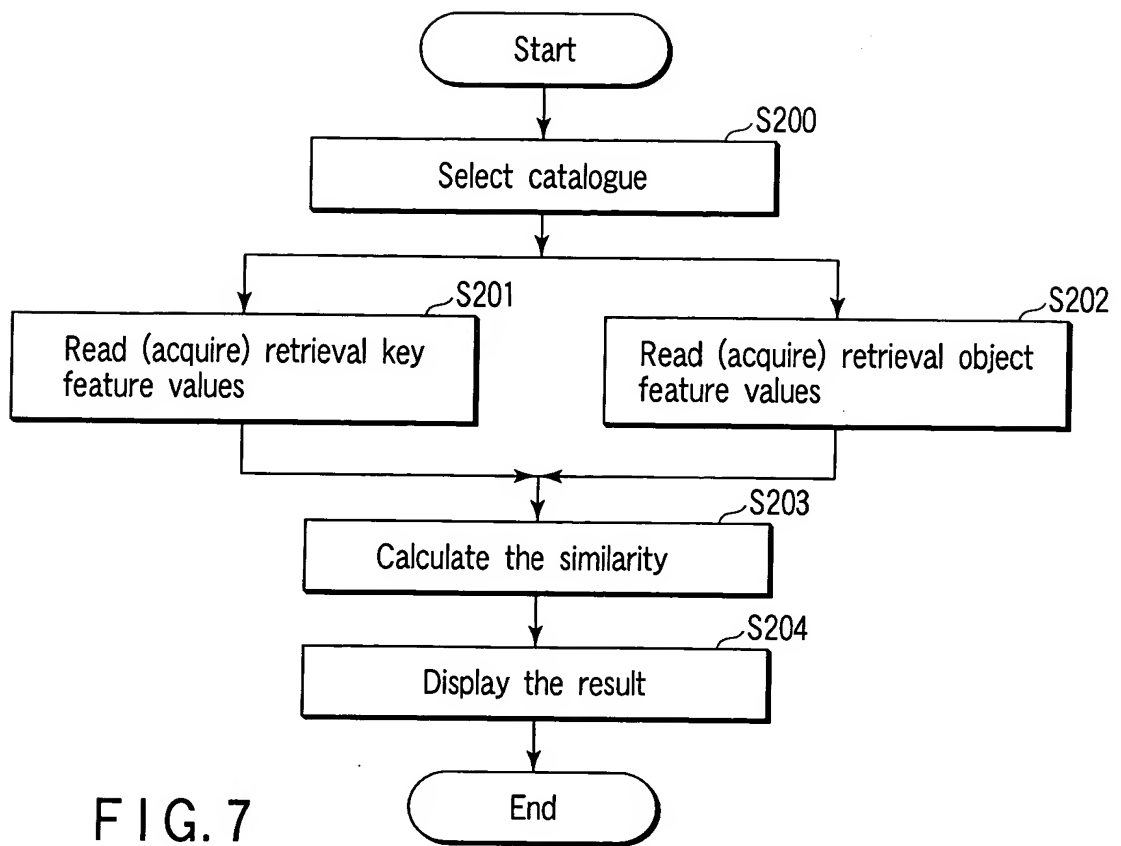 Start
S200
Select catalogue
S201
Read (acquire) retrieval key
feature values
S202
Read (acquire) retrieval object
feature values
S203
Calculate the similarity
S204
Display the result
End
FIG. 7